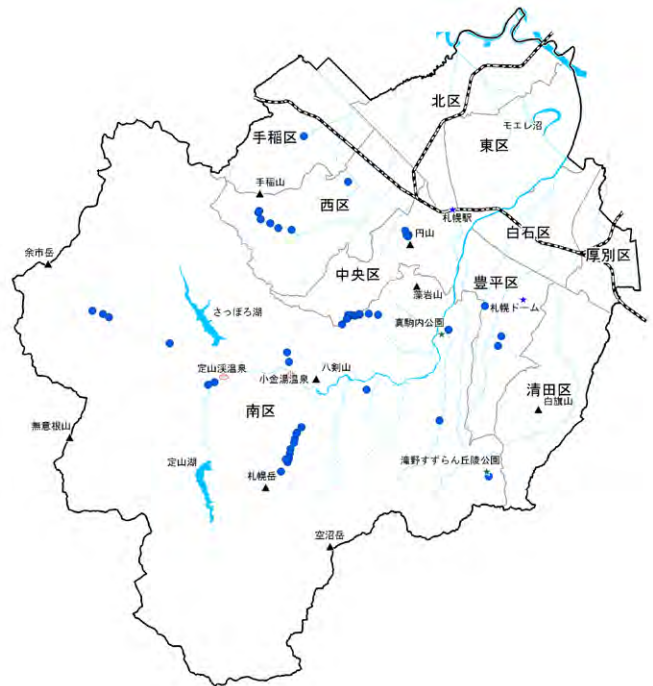 北区
モエレ沼
手稲区
東区
手稲山
西区
札幌駅
白石区
円山
余市岳
厚別区
中央区
豊平区
藻岩山
札幌ドーム
さっぽろ湖
真駒内公園
定山渓温泉
小金湯温泉
八剣山
清田区
白旗山
南区
無意根山
定山湖
滝野すずらん丘陵公園
札幌岳
空沼岳